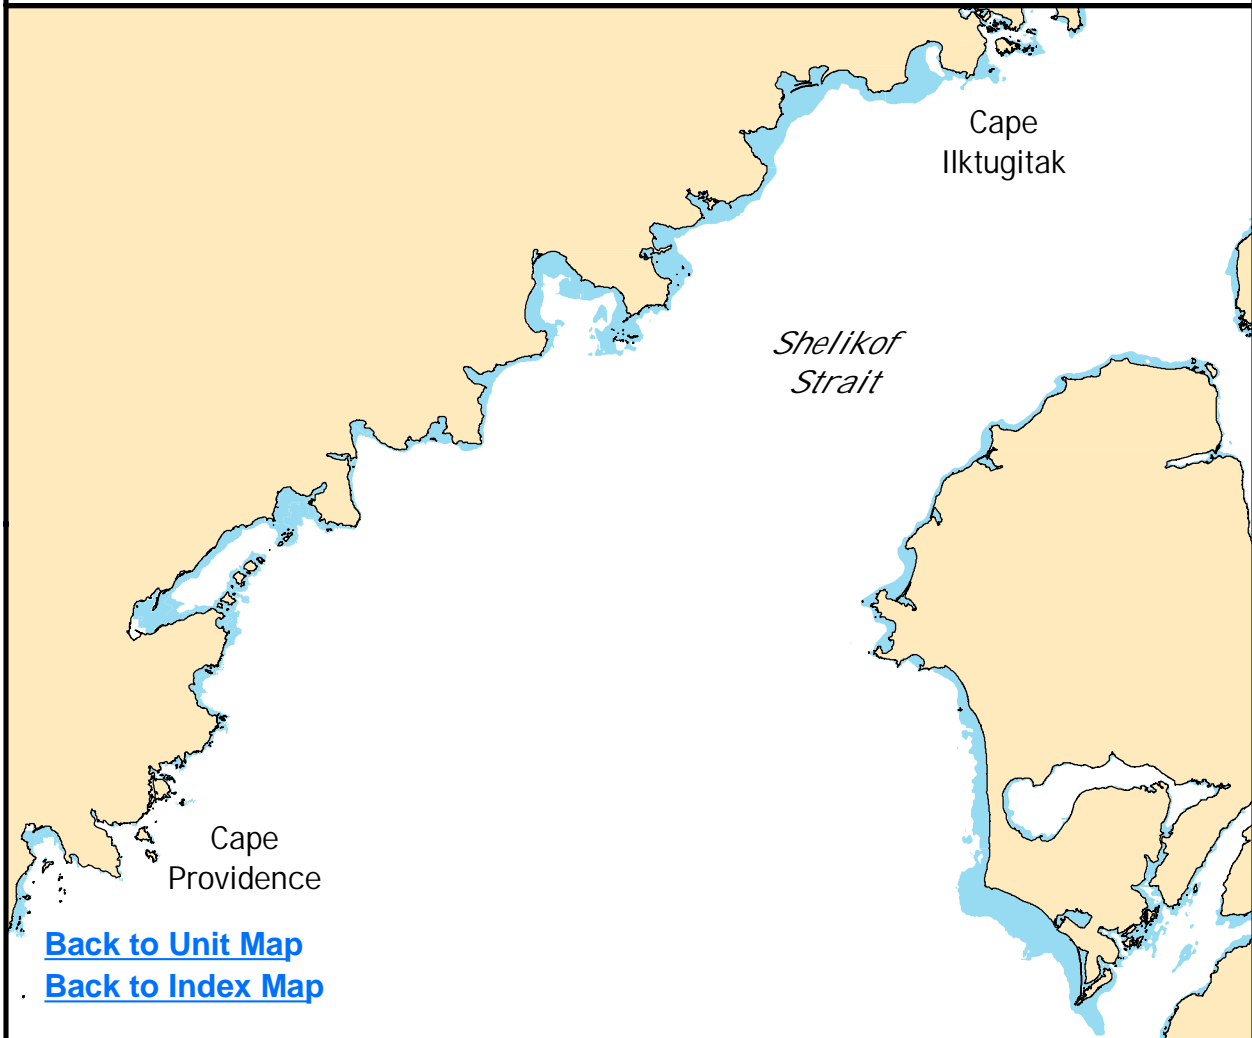 Cape
Ilktugitak
Shelikof
Strait
Cape
Providence
Back to Unit Map
Back to Index Map